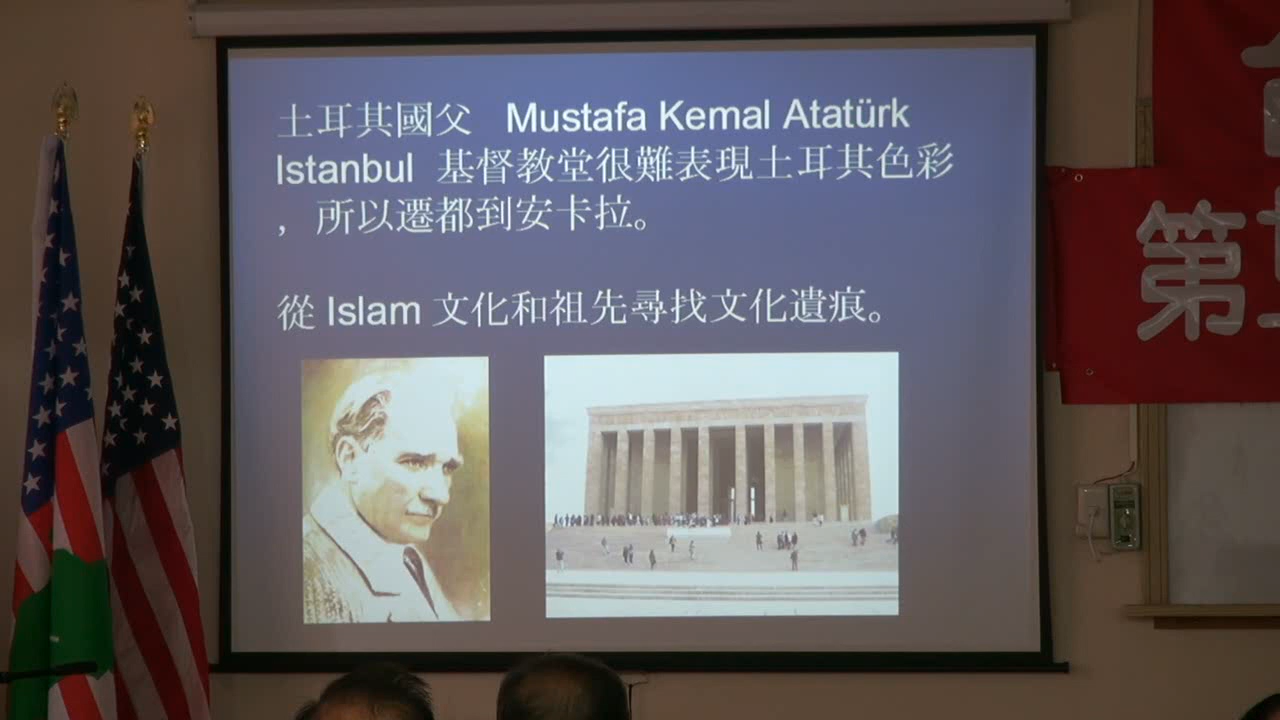 土耳其國父 Mustafa Kemal Atatürk
Istanbul 基督教堂很難表現土耳其色彩
，所以遷都到安卡拉。
從 Islam 文化和祖先尋找文化遺痕。
第